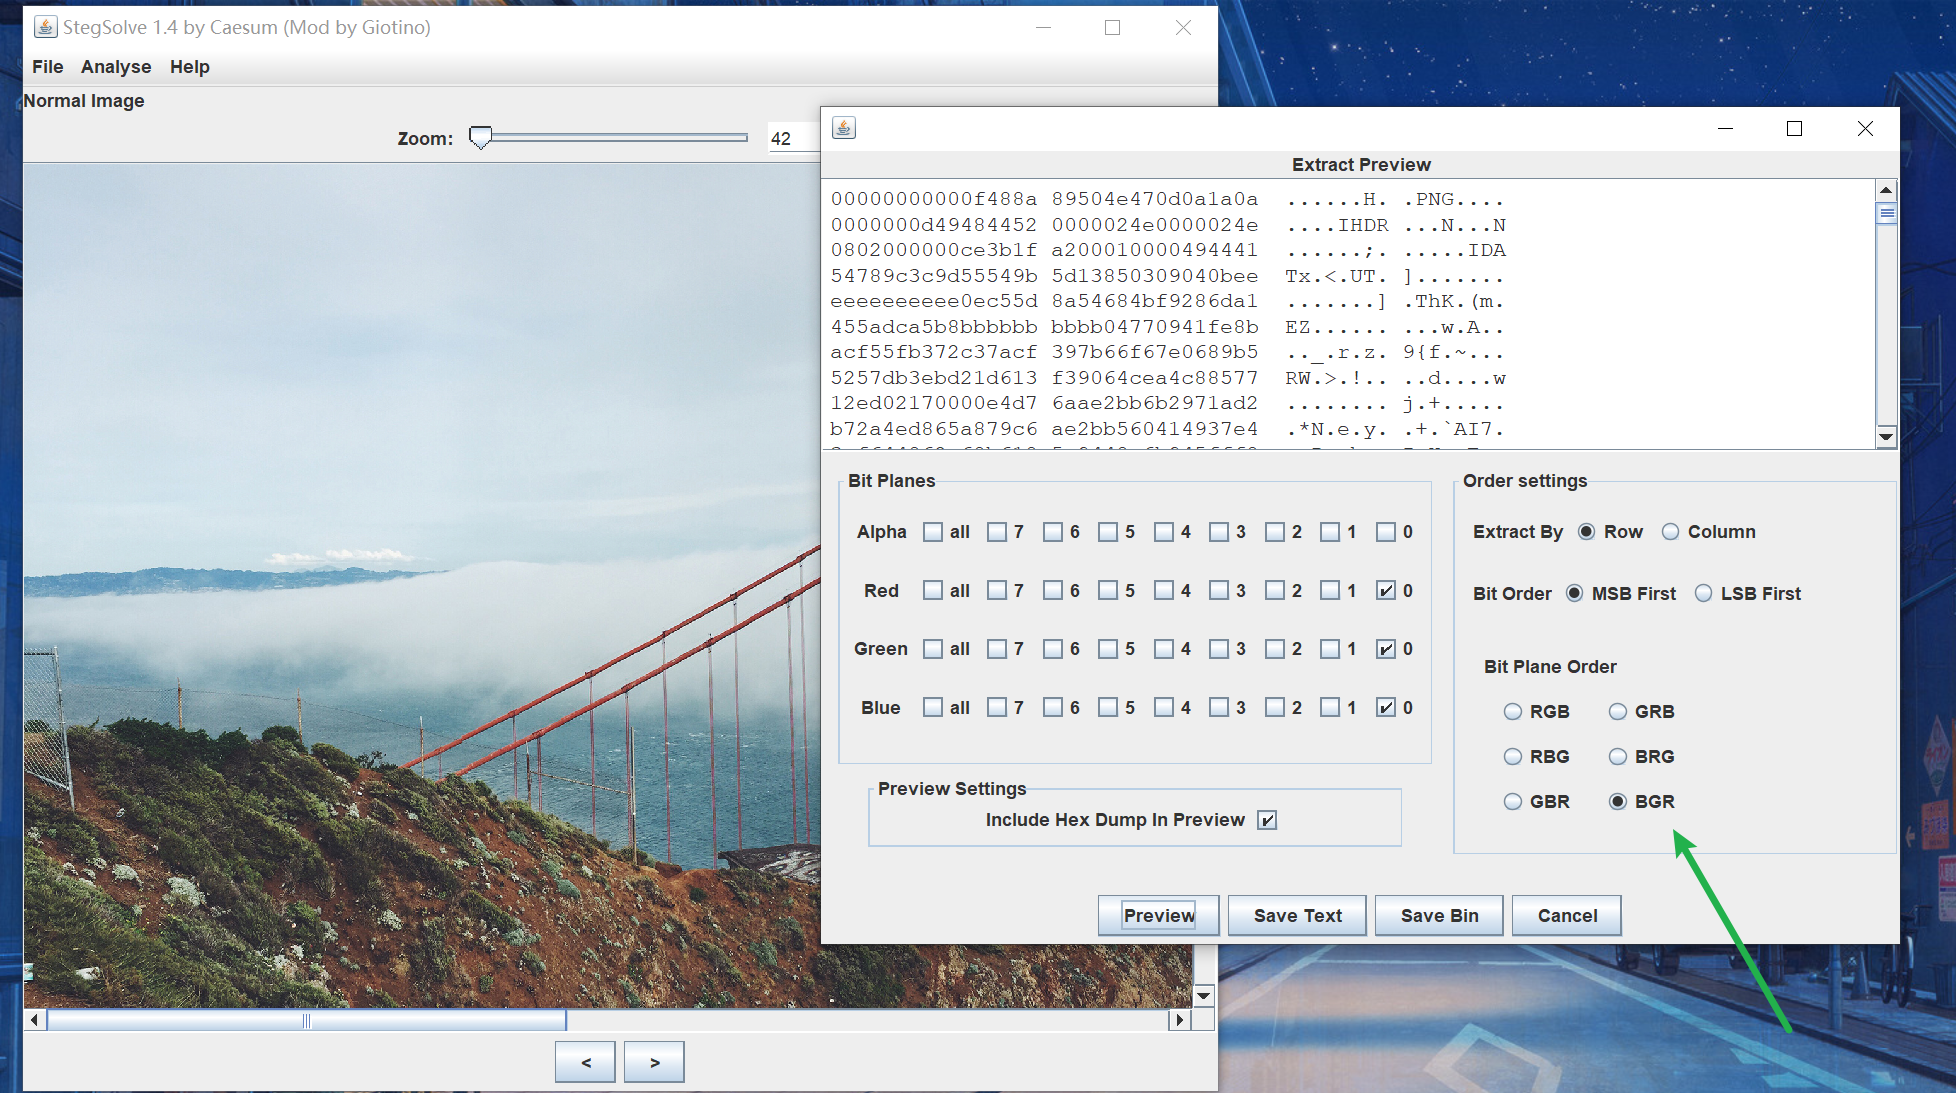 StegSolve 1.4 by Caesum (Mod by Giotino)
File Analyse Help
Normal Image
Zoom: 42
Extract Preview
00000000000f488a 89504e470d0a1a0a ......H. .PNG....
0000000d49484452 0000024e0000024e ....IHDR ...N...N
0802000000ce3b1f a200010000494441 ......;. .....IDA
54789c3c9d55549b 5d13850309040bee Tx.<.UT. ].......
eeeeeeeeee0ec55d 8a54684bf9286da1 .......] .ThK.(m.
455adca5b8bbbbbb bbbb04770941fe8b EZ...... ...w.A..
acf55fb372c37acf 397b66f67e0689b5 .._.r.z. 9{f.~...
5257db3ebd21d613 f39064cea4c88577 RW.>.!.. ..d....w
12ed02170000e4d7 6aae2bb6b2971ad2 ........ j.+.....
b72a4ed865a879c6 ae2bb560414937e4 .*N.e.y. .+.`AI7.
Bit Planes
Alpha all 7 6 5 4 3 2 1 0
Red all 7 6 5 4 3 2 1 0
Green all 7 6 5 4 3 2 1 0
Blue all 7 6 5 4 3 2 1 0
Preview Settings
Include Hex Dump In Preview
Order settings
Extract By Row Column
Bit Order MSB First LSB First
Bit Plane Order
RGB GRB
RBG BRG
GBR BGR
Preview Save Text Save Bin Cancel
< >